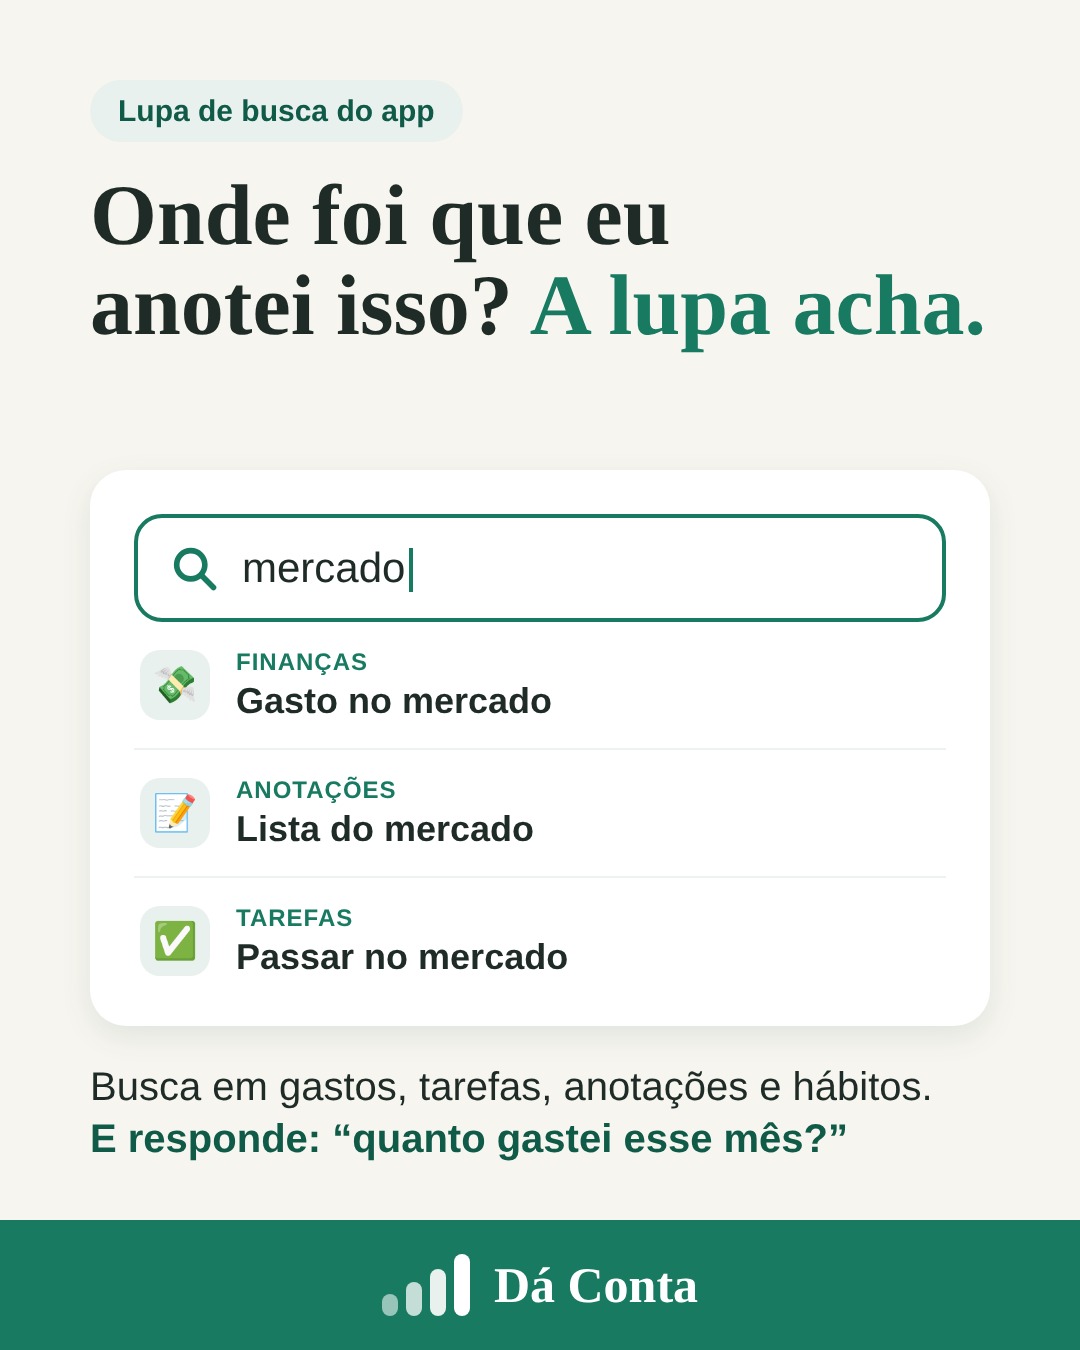 Lupa de busca do app
Onde foi que eu
anotei isso? A lupa acha.
mercado
FINANÇAS
Gasto no mercado
ANOTAÇÕES
Lista do mercado
TAREFAS
Passar no mercado
Busca em gastos, tarefas, anotações e hábitos.
E responde: “quanto gastei esse mês?”
Dá Conta